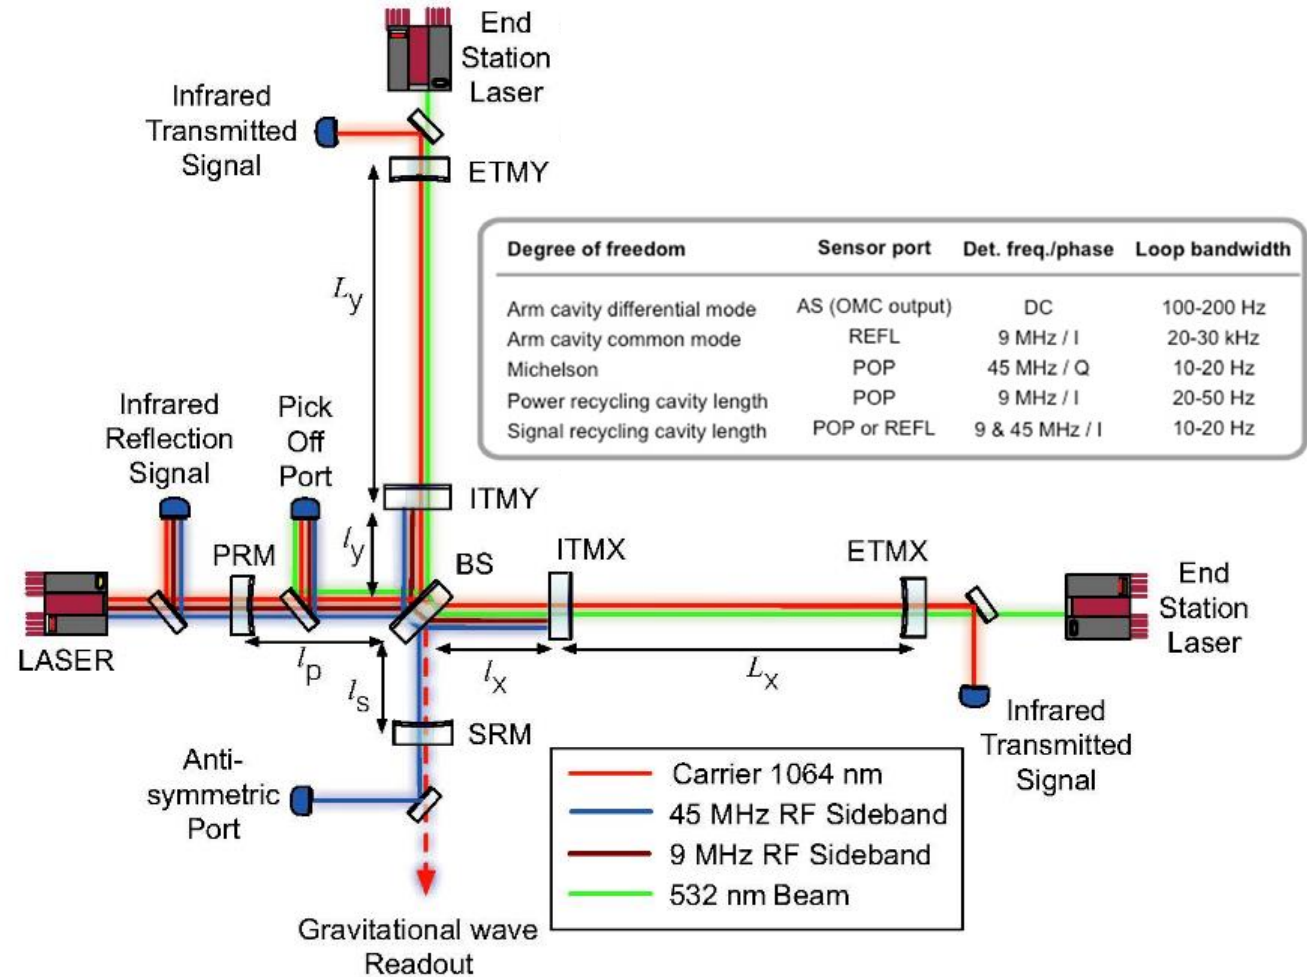 End
Station
Laser
Infrared
Transmitted
Signal
ETMY
Degree of freedom Sensor port Det. freq./phase Loop bandwidth
Arm cavity differential mode AS (OMC output) DC 100-200 Hz
Arm cavity common mode REFL 9 MHz / I 20-30 kHz
Michelson POP 45 MHz / Q 10-20 Hz
Power recycling cavity length POP 9 MHz / I 20-50 Hz
Signal recycling cavity length POP or REFL 9 & 45 MHz / I 10-20 Hz
Ly
Infrared
Reflection
Signal
Pick
Off
Port
ITMY
ly
PRM
BS
ITMX
ETMX
End
Station
Laser
LASER
lp
ls
lx
Lx
SRM
Infrared
Transmitted
Signal
Anti-
symmetric
Port
Carrier 1064 nm
45 MHz RF Sideband
9 MHz RF Sideband
532 nm Beam
Gravitational wave
Readout